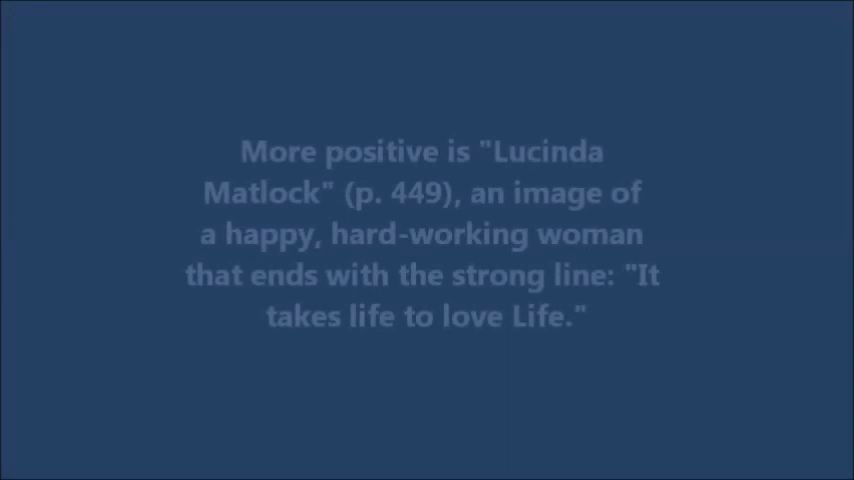 More positive is "Lucinda
Matlock" (p. 449), an image of
a happy, hard-working woman
that ends with the strong line: "It
takes life to love Life."